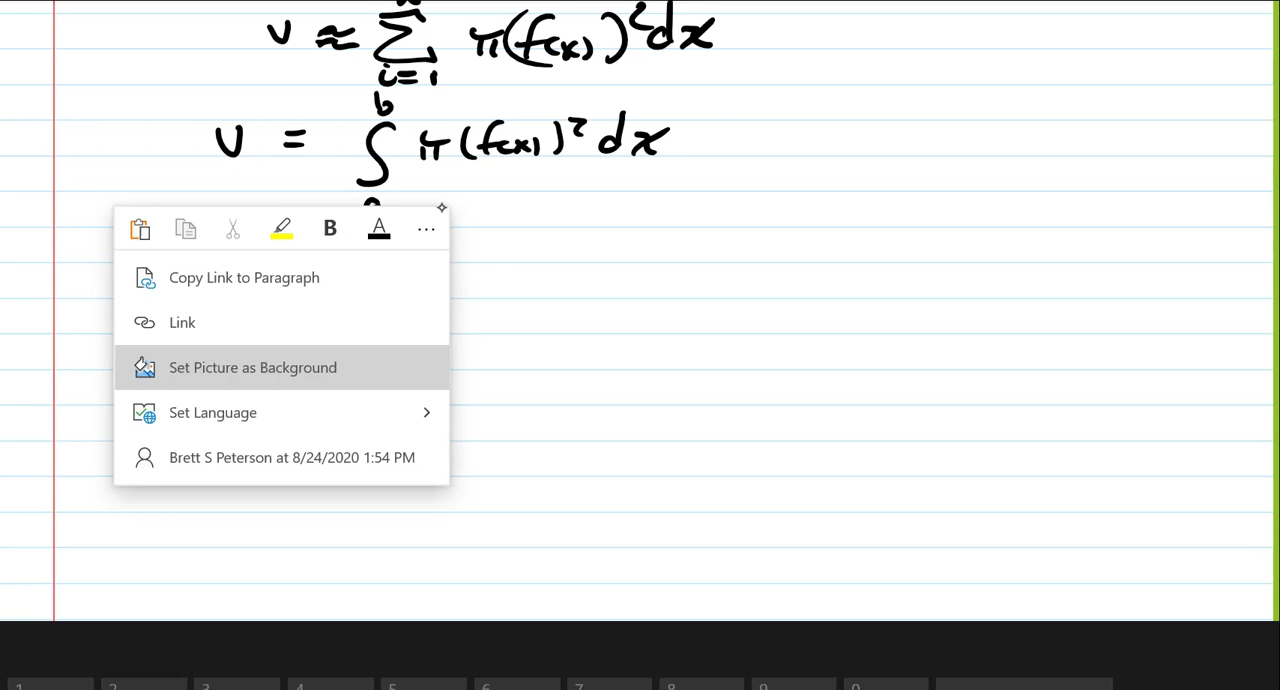 v ≈ Σ i=1 π(f(x))²dx
v = ∫ b π(f(x))² dx
B A ...
Copy Link to Paragraph
Link
Set Picture as Background
Set Language
Brett S Peterson at 8/24/2020 1:54 PM